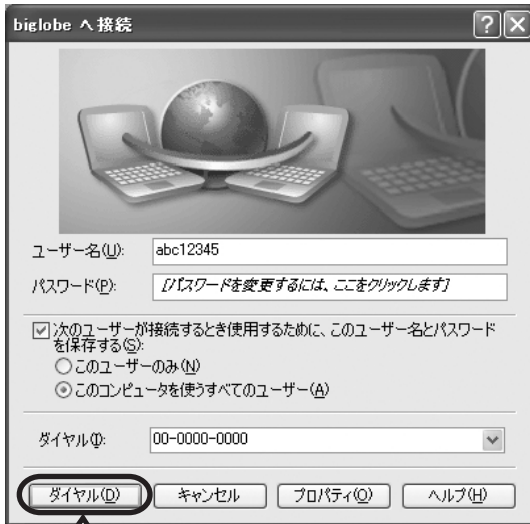 biglobe へ接続
ユーザー名(U): abc12345
パスワード(P): [パスワードを変更するには、ここをクリックします]
次のユーザーが接続するとき使用するために、このユーザー名とパスワード
を保存する(S):
このユーザーのみ(N)
このコンピュータを使うすべてのユーザー(A)
ダイヤル(I): 00-0000-0000
ダイヤル(D) キャンセル プロパティ(O) ヘルプ(H)